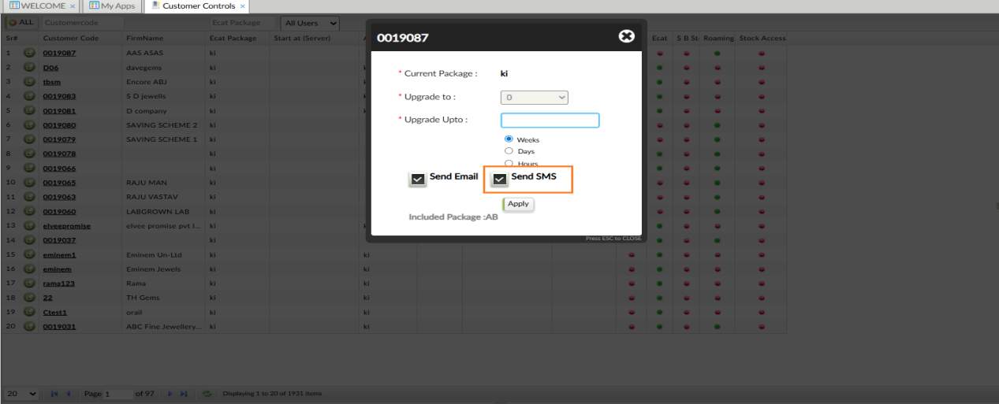 WELCOME × My Apps Customer Controls ×
ALL Customercode Ecat Package All Users
Sr# Customer Code FirmName Ecat Package Start at (Server) Ecat S B St Roaming Stock Access
0019087
* Current Package : ki
* Upgrade to : 0
* Upgrade Upto :
Weeks
Days
Hours
Send Email Send SMS
Apply
Included Package :AB
Press ESC to CLOSE
1 0019087 AAS ASAS ki
2 D06 davegems ki
3 tbsm Encore ABJ ki
4 0019083 S D jewells ki
5 0019081 D company ki
6 0019080 SAVING SCHEME 2 ki
7 0019079 SAVING SCHEME 1 ki
8 0019078 ki
9 0019066 ki
10 0019065 RAJU MAN ki
11 0019063 RAJU VASTAV ki
12 0019060 LABGROWN LAB ki
13 elveepromise elvee promise pvt l... ki
14 0019037 ki
15 eminem1 Eminem Un-Ltd ki ki
16 eminem Eminem Jewels ki ki
17 rama123 Rama ki ki
18 22 TH Gems ki ki
19 Ctest1 orail ki ki
20 0019031 ABC Fine Jewellery... ki ki
20 Page 1 of 97 Displaying 1 to 20 of 1931 items